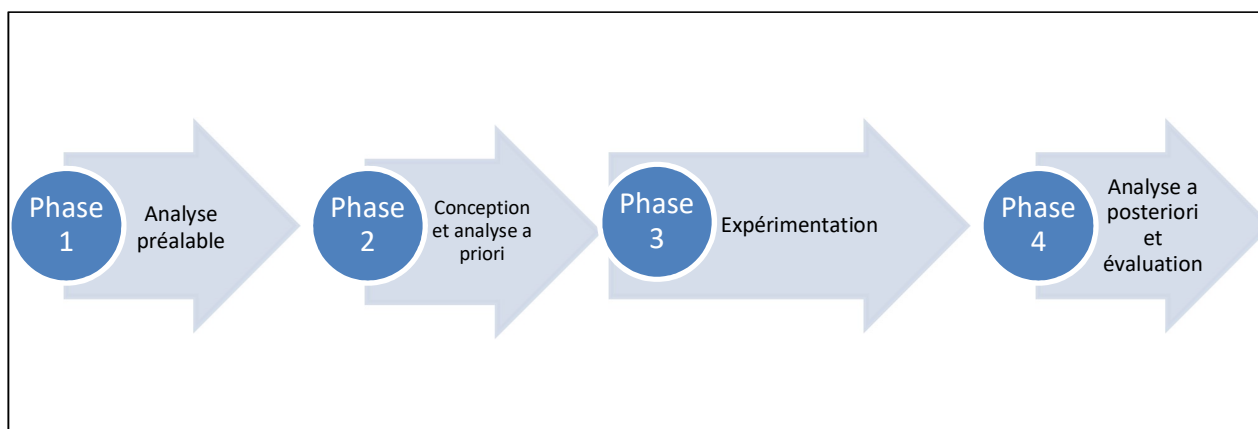 Phase
1
Analyse
préalable
Phase
2
Conception
et analyse a
priori
Phase
3
Expérimentation
Phase
4
Analyse a
posteriori
et
évaluation